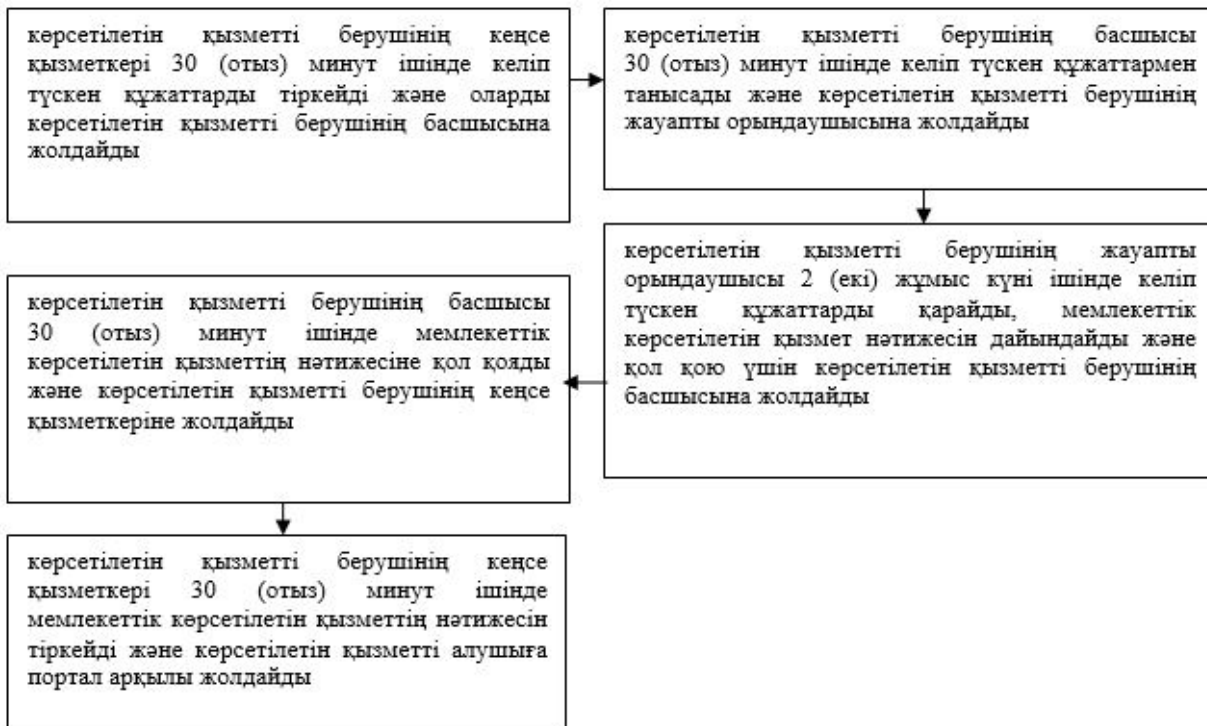 көрсетілетін қызметті берушінің кеңсе
қызметкері 30 (отыз) минут ішінде келіп
түскен құжаттарды тіркейді және оларды
көрсетілетін қызметті берушінің басшысына
жолдайды
көрсетілетін қызметті берушінің басшысы
30 (отыз) минут ішінде келіп түскен құжаттармен
танысады және көрсетілетін қызметті берушінің
жауапты орындаушысына жолдайды
көрсетілетін қызметті берушінің жауапты
орындаушысы 2 (екі) жұмыс күні ішінде келіп
түскен құжаттарды қарайды, мемлекеттік
көрсетілетін қызмет нәтижесін дайындайды және
қол қою үшін көрсетілетін қызметті берушінің
басшысына жолдайды
көрсетілетін қызметті берушінің басшысы
30 (отыз) минут ішінде мемлекеттік
көрсетілетін қызметтің нәтижесіне қол қояды
және көрсетілетін қызметті берушінің кеңсе
қызметкеріне жолдайды
көрсетілетін қызметті берушінің кеңсе
қызметкері 30 (отыз) минут ішінде
мемлекеттік көрсетілетін қызметтің нәтижесін
тіркейді және көрсетілетін қызметті алушыға
портал арқылы жолдайды